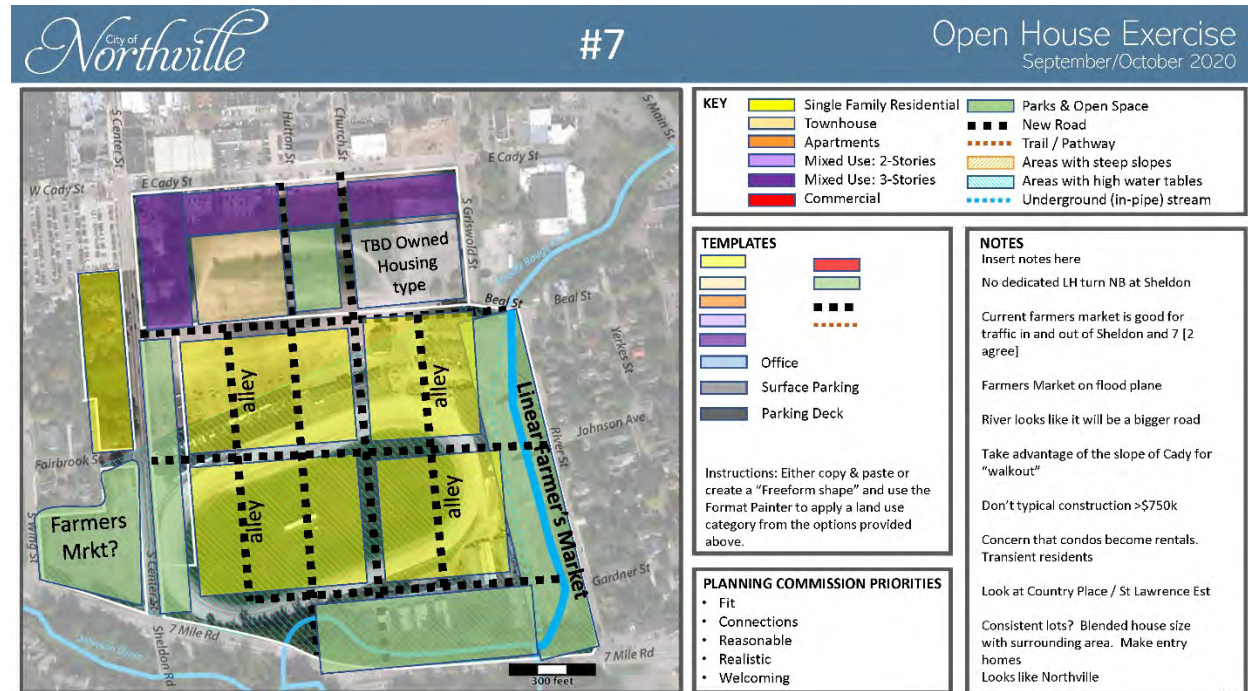 City of
Northville
#7
Open House Exercise
September/October 2020
S Center St
Hutton St
Church St
S Main St
W Cady St
E Cady St
E Cady St
S Griswold St
TBD Owned
Housing
type
Beal St
Beal St
Yerkes St
alley
alley
Linear Farmer's Market
River St
Johnson Ave
Fairbrook St
alley
alley
Farmers
Mrkt?
S Wing St
S Center St
Gardner St
7 Mile Rd
Sheldon Rd
7 Mile Rd
300 feet
KEY
Single Family Residential
Townhouse
Apartments
Mixed Use: 2-Stories
Mixed Use: 3-Stories
Commercial
Parks & Open Space
New Road
Trail / Pathway
Areas with steep slopes
Areas with high water tables
Underground (in-pipe) stream
TEMPLATES
Office
Surface Parking
Parking Deck
Instructions: Either copy & paste or
create a "Freeform shape" and use the
Format Painter to apply a land use
category from the options provided
above.
PLANNING COMMISSION PRIORITIES
• Fit
• Connections
• Reasonable
• Realistic
• Welcoming
NOTES
Insert notes here
No dedicated LH turn NB at Sheldon
Current farmers market is good for
traffic in and out of Sheldon and 7 [2
agree]
Farmers Market on flood plane
River looks like it will be a bigger road
Take advantage of the slope of Cady for
"walkout"
Don't typical construction >$750k
Concern that condos become rentals.
Transient residents
Look at Country Place / St Lawrence Est
Consistent lots? Blended house size
with surrounding area. Make entry
homes
Looks like Northville